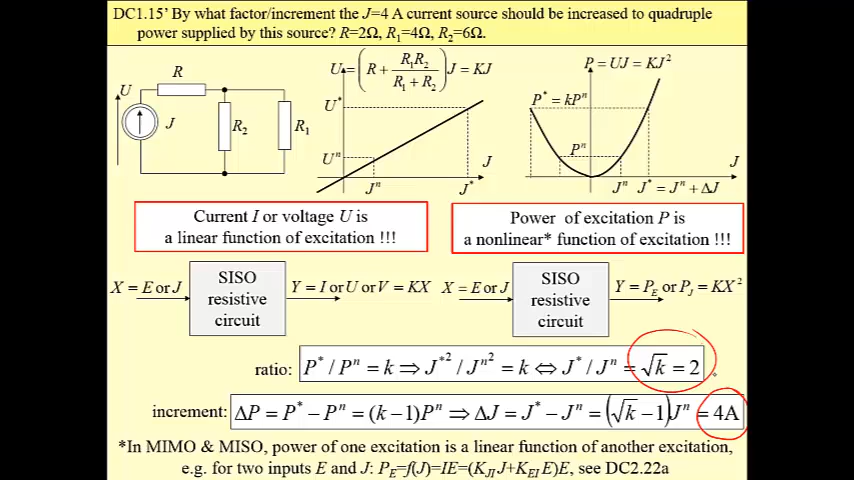 DC1.15’ By what factor/increment the J=4 A current source should be increased to quadruple
power supplied by this source? R=2Ω, R₁=4Ω, R₂=6Ω.
U = (R + R₁R₂ / (R₁ + R₂)) J = KJ
P = UJ = KJ²
R
U
J
R₂
R₁
U*
Uⁿ
Jⁿ
J*
J
P* = kPⁿ
Pⁿ
J
Jⁿ J* = Jⁿ + ΔJ
Current I or voltage U is
a linear function of excitation !!!
Power of excitation P is
a nonlinear* function of excitation !!!
X = E or J
SISO
resistive
circuit
Y = I or U or V = KX
X = E or J
SISO
resistive
circuit
Y = P_E or P_J = KX²
ratio: P* / Pⁿ = k ⇒ J*² / Jⁿ² = k ⇔ J* / Jⁿ = √k = 2
increment: ΔP = P* − Pⁿ = (k −1)Pⁿ ⇒ ΔJ = J* − Jⁿ = (√k −1)Jⁿ = 4A
*In MIMO & MISO, power of one excitation is a linear function of another excitation,
e.g. for two inputs E and J: P_E=f(J)=IE=(K_JI J+K_EI E)E, see DC2.22a